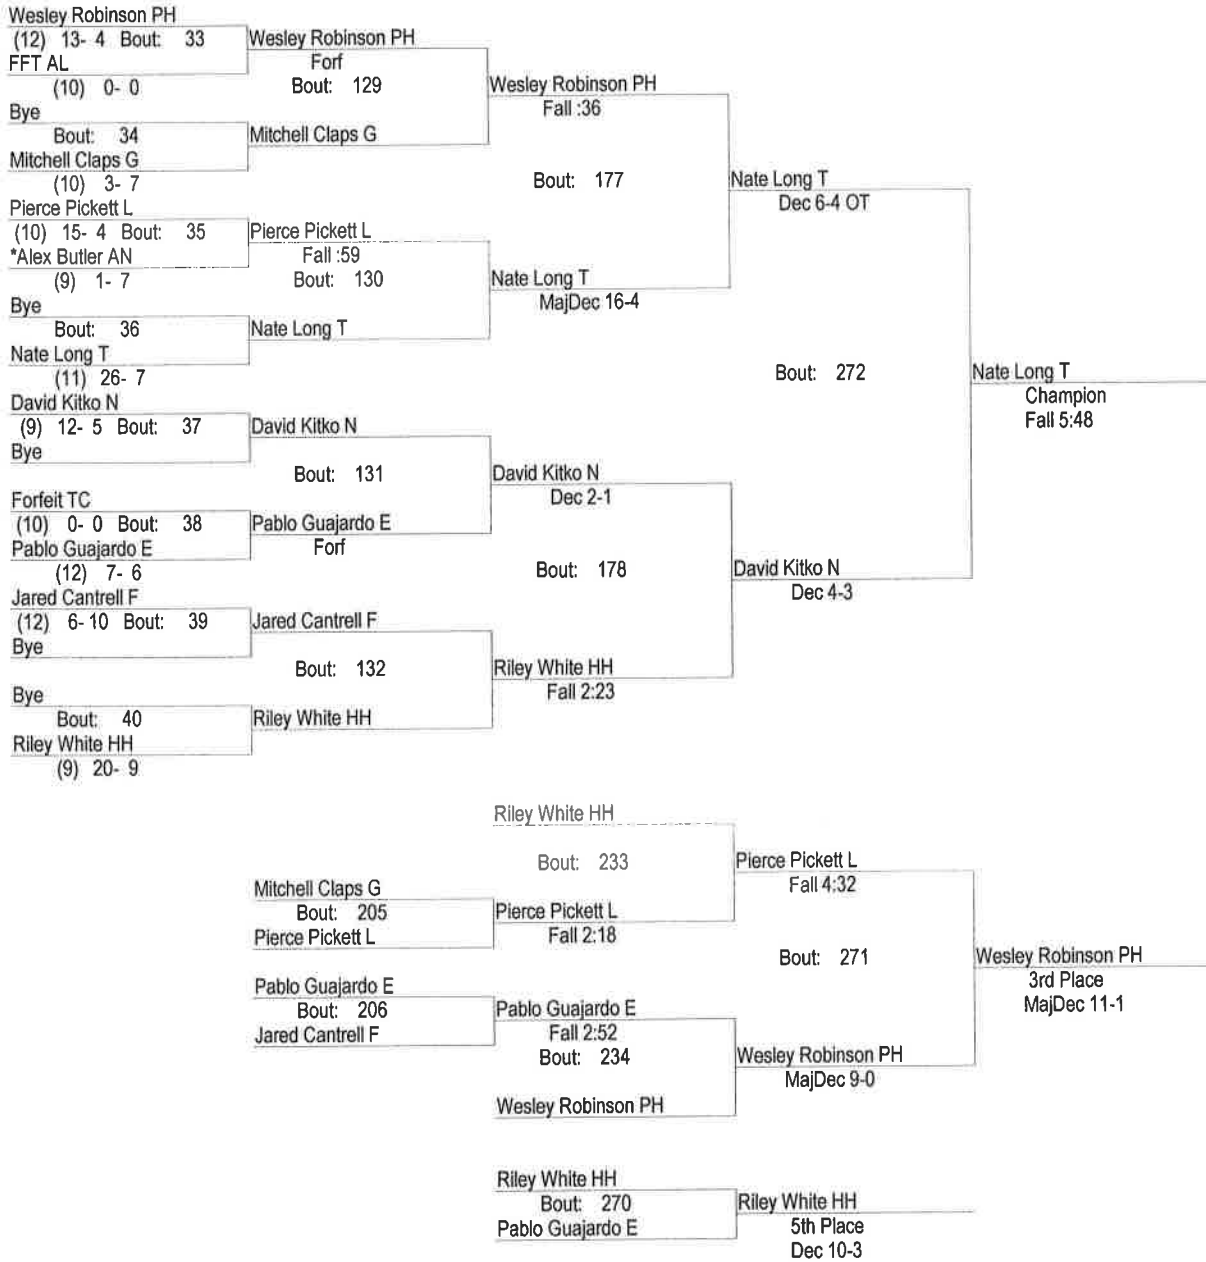 Wesley Robinson PH
(12) 13- 4 Bout: 33
FFT AL
(10) 0- 0
Bye
Bout: 34
Mitchell Claps G
(10) 3- 7
Pierce Pickett L
(10) 15- 4 Bout: 35
*Alex Butler AN
(9) 1- 7
Bye
Bout: 36
Nate Long T
(11) 26- 7
David Kitko N
(9) 12- 5 Bout: 37
Bye
Forfeit TC
(10) 0- 0 Bout: 38
Pablo Guajardo E
(12) 7- 6
Jared Cantrell F
(12) 6- 10 Bout: 39
Bye
Bye
Bout: 40
Riley White HH
(9) 20- 9
Wesley Robinson PH
Forf
Bout: 129
Mitchell Claps G
Pierce Pickett L
Fall :59
Bout: 130
Nate Long T
David Kitko N
Bout: 131
Pablo Guajardo E
Forf
Jared Cantrell F
Bout: 132
Riley White HH
Wesley Robinson PH
Fall :36
Bout: 177
Nate Long T
MajDec 16-4
David Kitko N
Dec 2-1
Bout: 178
Riley White HH
Fall 2:23
Nate Long T
Dec 6-4 OT
Bout: 272
David Kitko N
Dec 4-3
Nate Long T
Champion
Fall 5:48
Mitchell Claps G
Bout: 205
Pierce Pickett L
Pablo Guajardo E
Bout: 206
Jared Cantrell F
Riley White HH
Bout: 233
Pierce Pickett L
Fall 2:18
Pablo Guajardo E
Fall 2:52
Bout: 234
Wesley Robinson PH
Pierce Pickett L
Fall 4:32
Bout: 271
Wesley Robinson PH
MajDec 9-0
Wesley Robinson PH
3rd Place
MajDec 11-1
Riley White HH
Bout: 270
Pablo Guajardo E
Riley White HH
5th Place
Dec 10-3